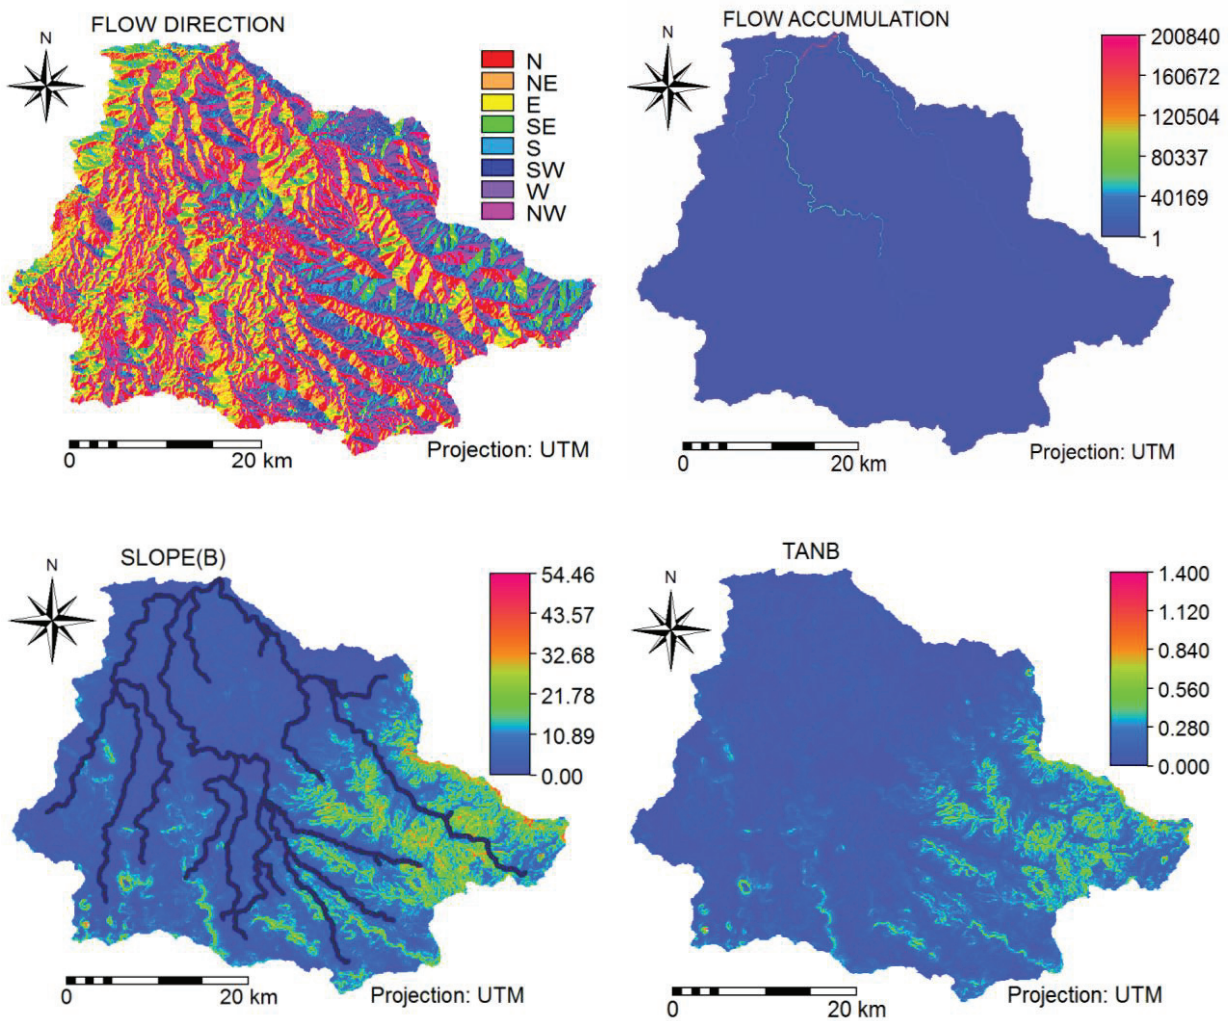 FLOW DIRECTION
N
N
NE
E
SE
S
SW
W
NW
0 20 km
Projection: UTM
FLOW ACCUMULATION
N
200840
160672
120504
80337
40169
1
0 20 km
Projection: UTM
SLOPE(B)
N
54.46
43.57
32.68
21.78
10.89
0.00
0 20 km
Projection: UTM
TANB
N
1.400
1.120
0.840
0.560
0.280
0.000
0 20 km
Projection: UTM